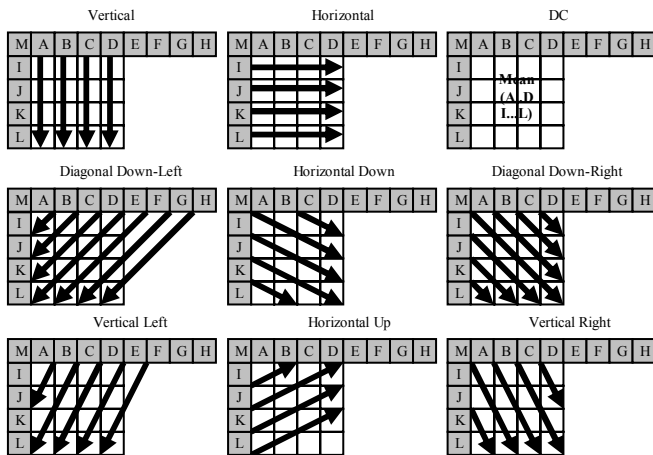 Vertical Horizontal DC
M A B C D E F G H M A B C D E F G H M A B C D E F G H
I I I
J J J Mean
K K K (A...D
L L L I...L)
Diagonal Down-Left Horizontal Down Diagonal Down-Right
M A B C D E F G H M A B C D E F G H M A B C D E F G H
I I I
J J J
K K K
L L L
Vertical Left Horizontal Up Vertical Right
M A B C D E F G H M A B C D E F G H M A B C D E F G H
I I I
J J J
K K K
L L L